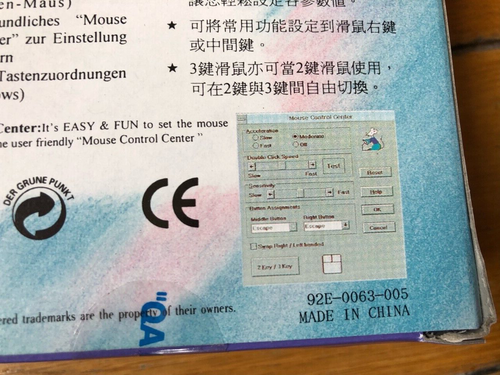 en-Maus)
讓您輕鬆設定各參數值。
undliches “Mouse
er” zur Einstellung
rn
Tastenzuordnungen
ows)
★ 可將常用功能設定到滑鼠右鍵
或中間鍵。
★ 3鍵滑鼠亦可當2鍵滑鼠使用,
可在2鍵與3鍵間自由切換。
Center:It's EASY & FUN to set the mouse
he user friendly “Mouse Control Center ”
DER GRÜNE PUNKT
CE
Mouse Control Center
Acceleration
Slow
Moderate
Fast
Off
Double Click Speed
Test
Slow
Fast
Reset
Sensitivity
Slow
Fast
Help
Button Assignments
OK
Middle Button
Right Button
Escape
Escape
Cancel
Swap Right / Left handed
2 Key / 3 Key
ered trademarks are the property of their owners.
"QA
92E-0063-005
MADE IN CHINA